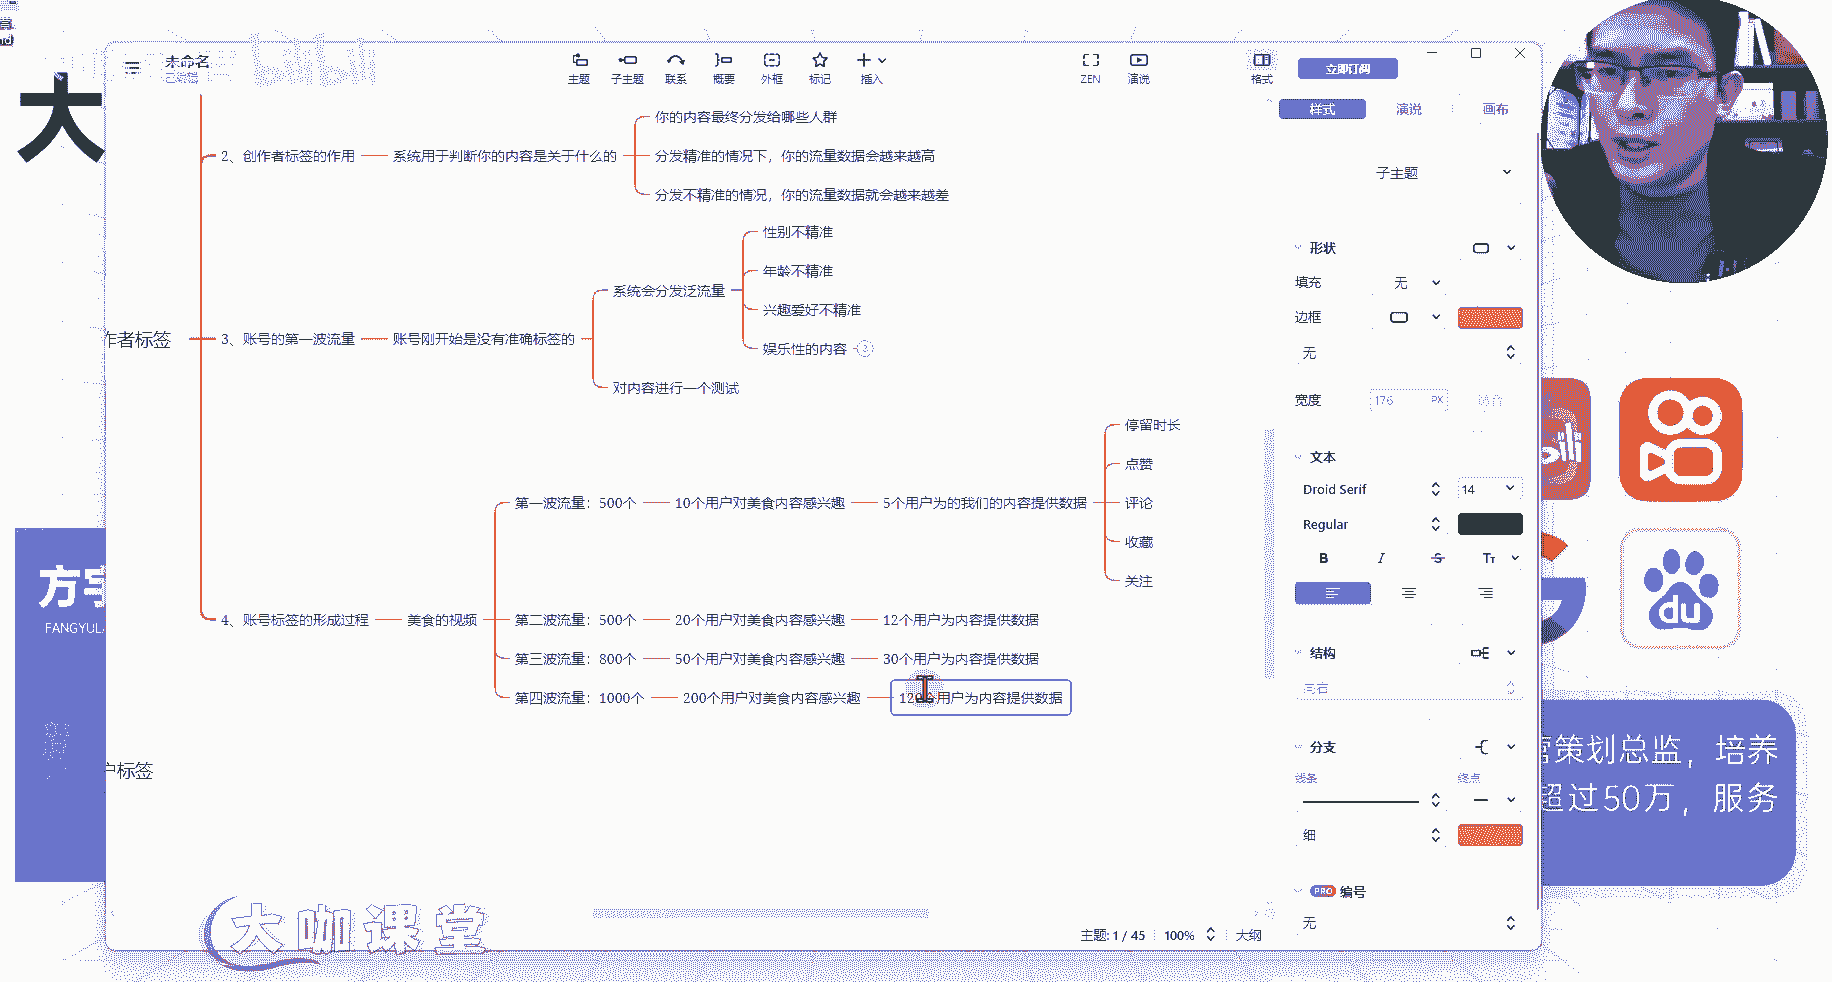 未命名
已编辑
bilibili
主题
子主题
联系
概要
外框
标记
插入
ZEN
演说
格式
立即订阅
大
样式
演说
画布
你的内容最终分发给哪些人群
2、创作者标签的作用
系统用于判断你的内容是关于什么的
分发精准的情况下，你的流量数据会越来越高
分发不精准的情况，你的流量数据就会越来越差
子主题
性别不精准
年龄不精准
系统会分发泛流量
兴趣爱好不精准
作者标签
3、账号的第一波流量
账号刚开始是没有准确标签的
娱乐性的内容
对内容进行一个测试
形状
填充
无
边框
无
宽度
176
PX
停留时长
点赞
第一波流量：500个
10个用户对美食内容感兴趣
5个用户为的我们的内容提供数据
评论
收藏
关注
4、账号标签的形成过程
美食的视频
第二波流量：500个
20个用户对美食内容感兴趣
12个用户为内容提供数据
第三波流量：800个
50个用户对美食内容感兴趣
30个用户为内容提供数据
第四波流量：1000个
200个用户对美食内容感兴趣
用户为内容提供数据
户标签
文本
Droid Serif
14
Regular
B
I
S
Tт
结构
向右
分支
线条
终点
细
PRO
编号
无
主题: 1 / 45
100%
大纲
方宇
FANGYUL
du
营策划总监，培养
超过50万，服务
大咖课堂